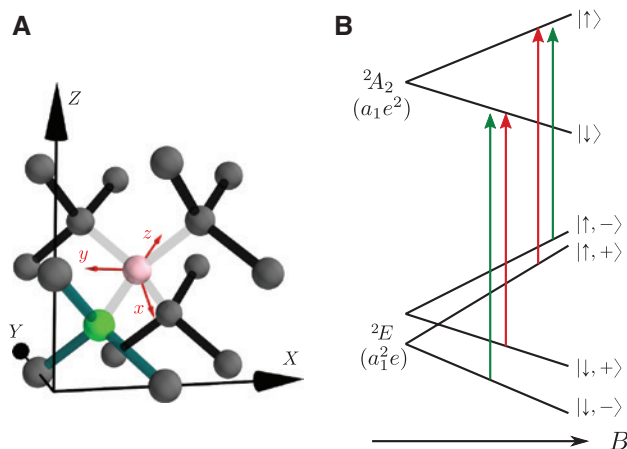 A
Z
z
y
x
Y
X
B
|↑⟩
²A₂
(a₁e²)
|↓⟩
|↑, −⟩
|↑, +⟩
²E
(a₁²e)
|↓, +⟩
|↓, −⟩
B